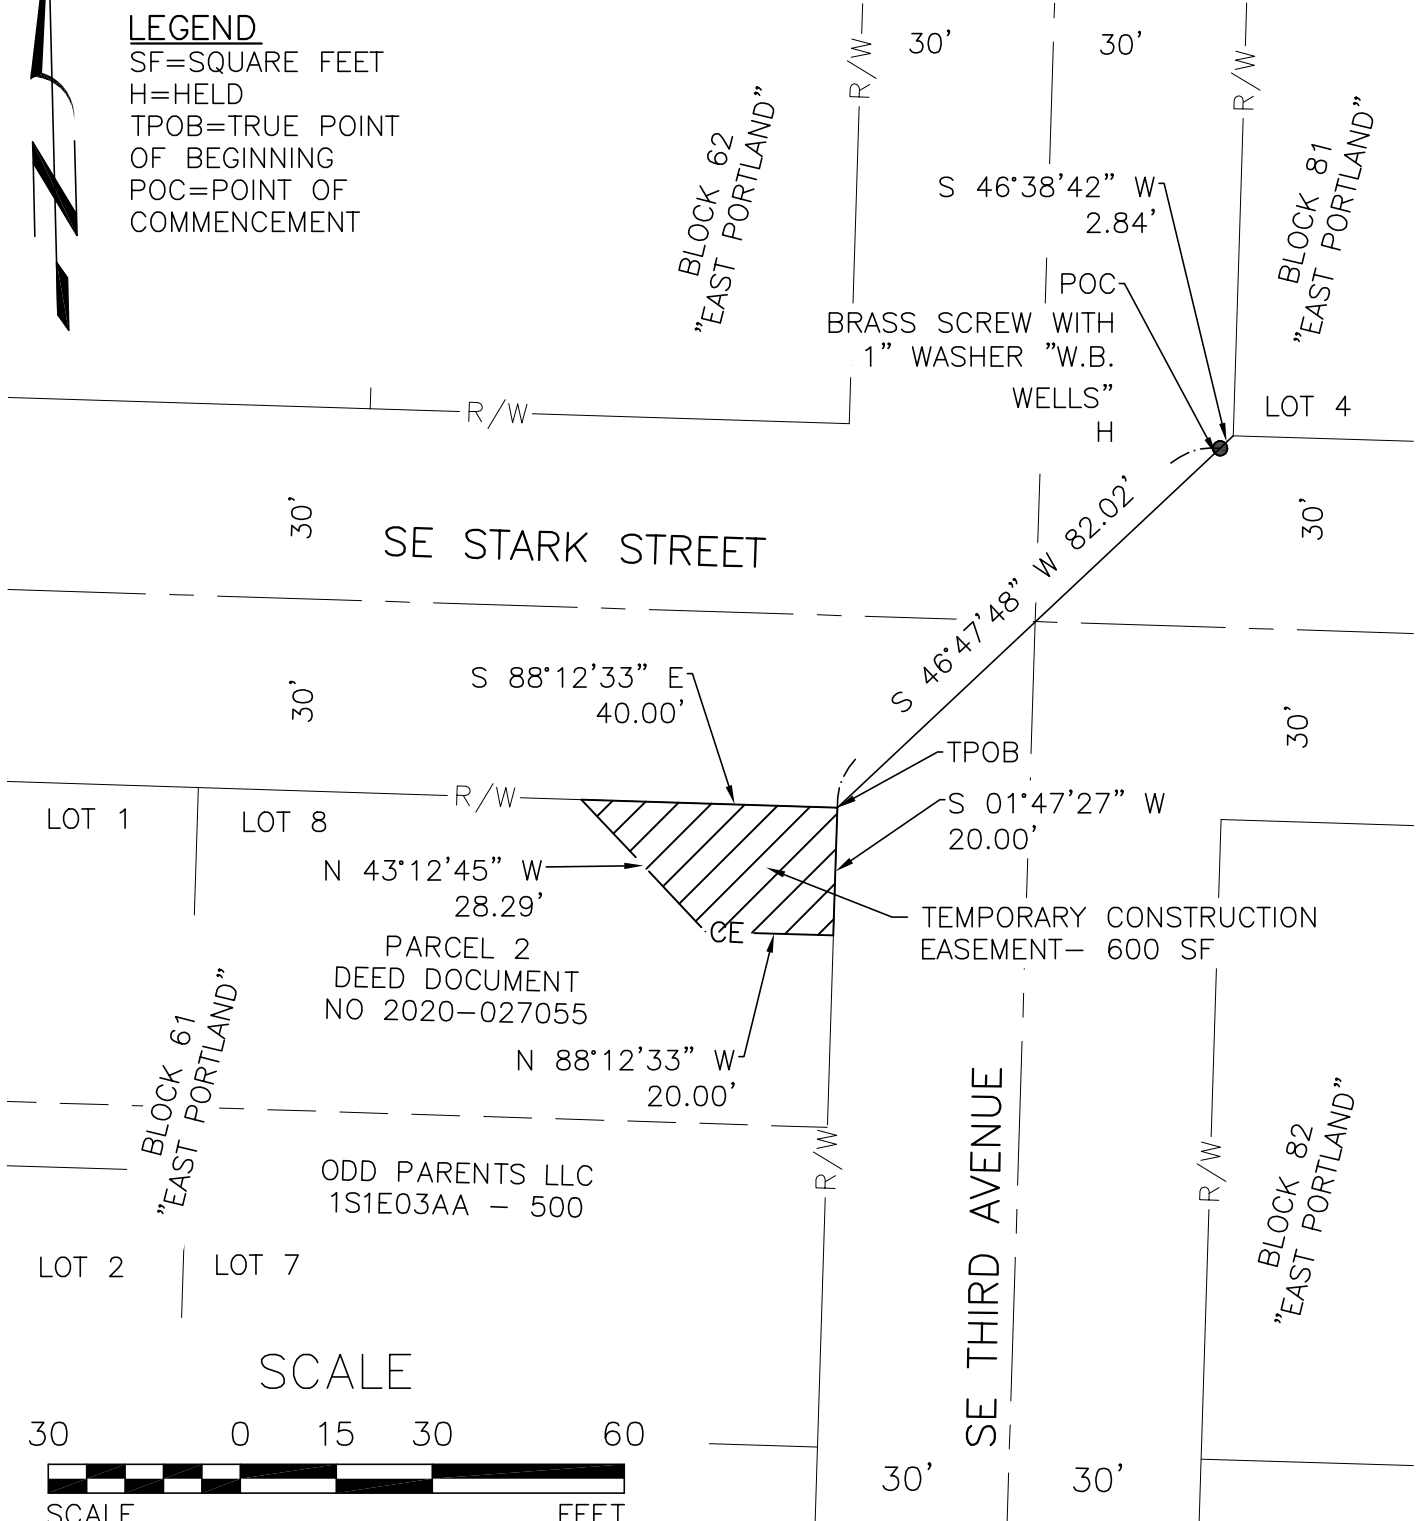 LEGEND
SF=SQUARE FEET
H=HELD
TPOB=TRUE POINT
OF BEGINNING
POC=POINT OF
COMMENCEMENT
R/W
30'
30'
R/W
BLOCK 62
"EAST PORTLAND"
BLOCK 81
"EAST PORTLAND"
S 46°38'42" W
2.84'
POC
BRASS SCREW WITH
1" WASHER "W.B.
WELLS"
H
LOT 4
R/W
30'
SE STARK STREET
S 46°47'48" W 82.02'
30'
30'
S 88°12'33" E
40.00'
30'
TPOB
R/W
S 01°47'27" W
20.00'
LOT 1
LOT 8
N 43°12'45" W
28.29'
CE
TEMPORARY CONSTRUCTION
EASEMENT- 600 SF
PARCEL 2
DEED DOCUMENT
NO 2020-027055
N 88°12'33" W
20.00'
BLOCK 61
"EAST PORTLAND"
R/W
ODD PARENTS LLC
1S1E03AA - 500
SE THIRD AVENUE
R/W
BLOCK 82
"EAST PORTLAND"
LOT 2
LOT 7
SCALE
30 0 15 30 60
30'
30'
SCALE FEET